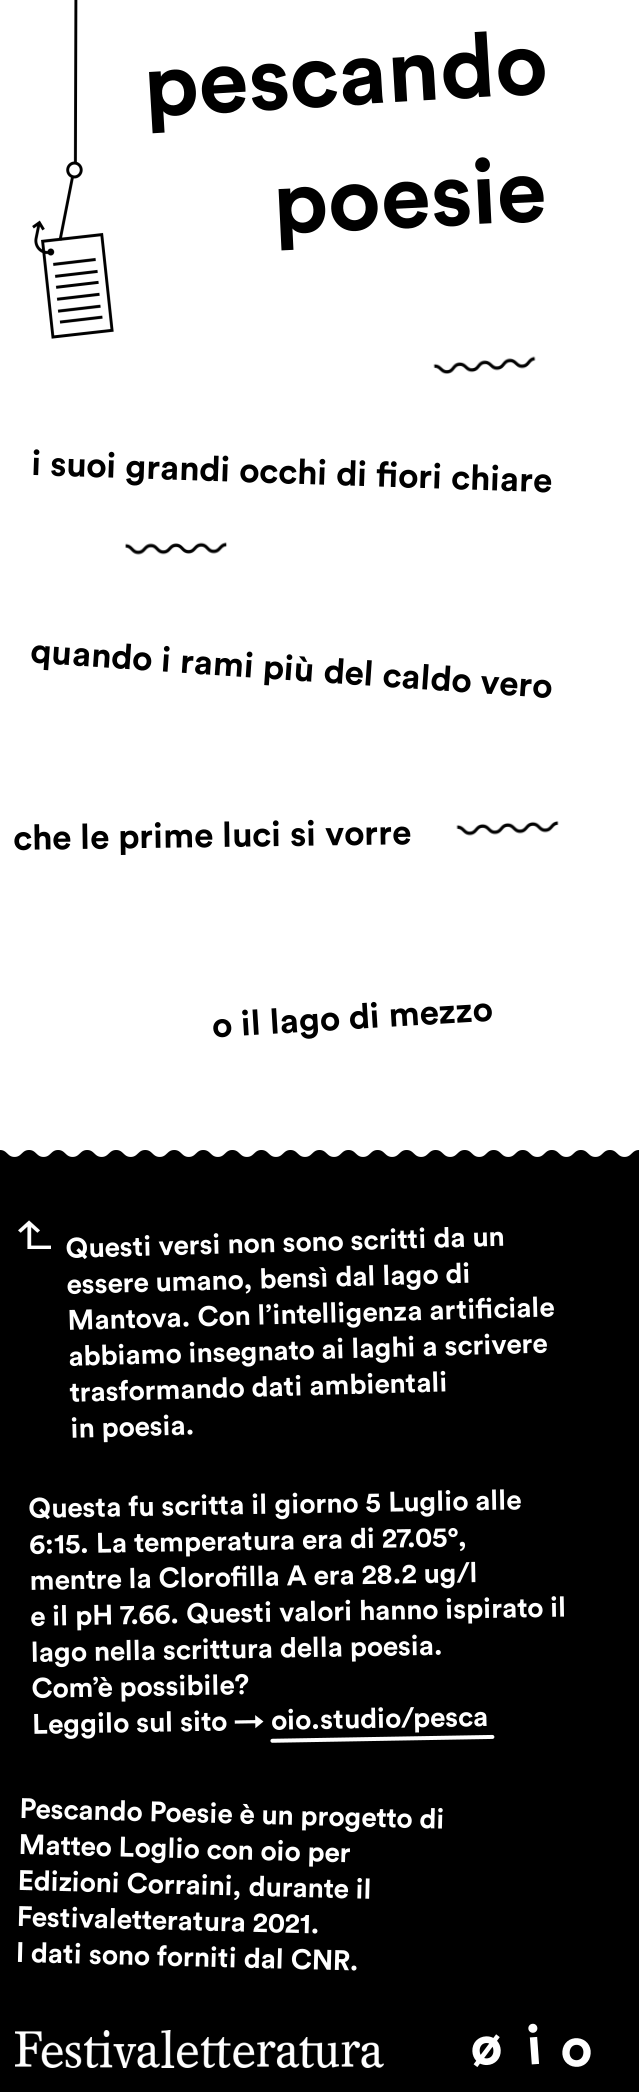 pescando
poesie
i suoi grandi occhi di fiori chiare
quando i rami più del caldo vero
che le prime luci si vorre
o il lago di mezzo
Questi versi non sono scritti da un
essere umano, bensì dal lago di
Mantova. Con l’intelligenza artificiale
abbiamo insegnato ai laghi a scrivere
trasformando dati ambientali
in poesia.
Questa fu scritta il giorno 5 Luglio alle
6:15. La temperatura era di 27.05°,
mentre la Clorofilla A era 28.2 ug/l
e il pH 7.66. Questi valori hanno ispirato il
lago nella scrittura della poesia.
Com’è possibile?
Leggilo sul sito → oio.studio/pesca
Pescando Poesie è un progetto di
Matteo Loglio con oio per
Edizioni Corraini, durante il
Festivaletteratura 2021.
I dati sono forniti dal CNR.
Festivaletteratura ø i o